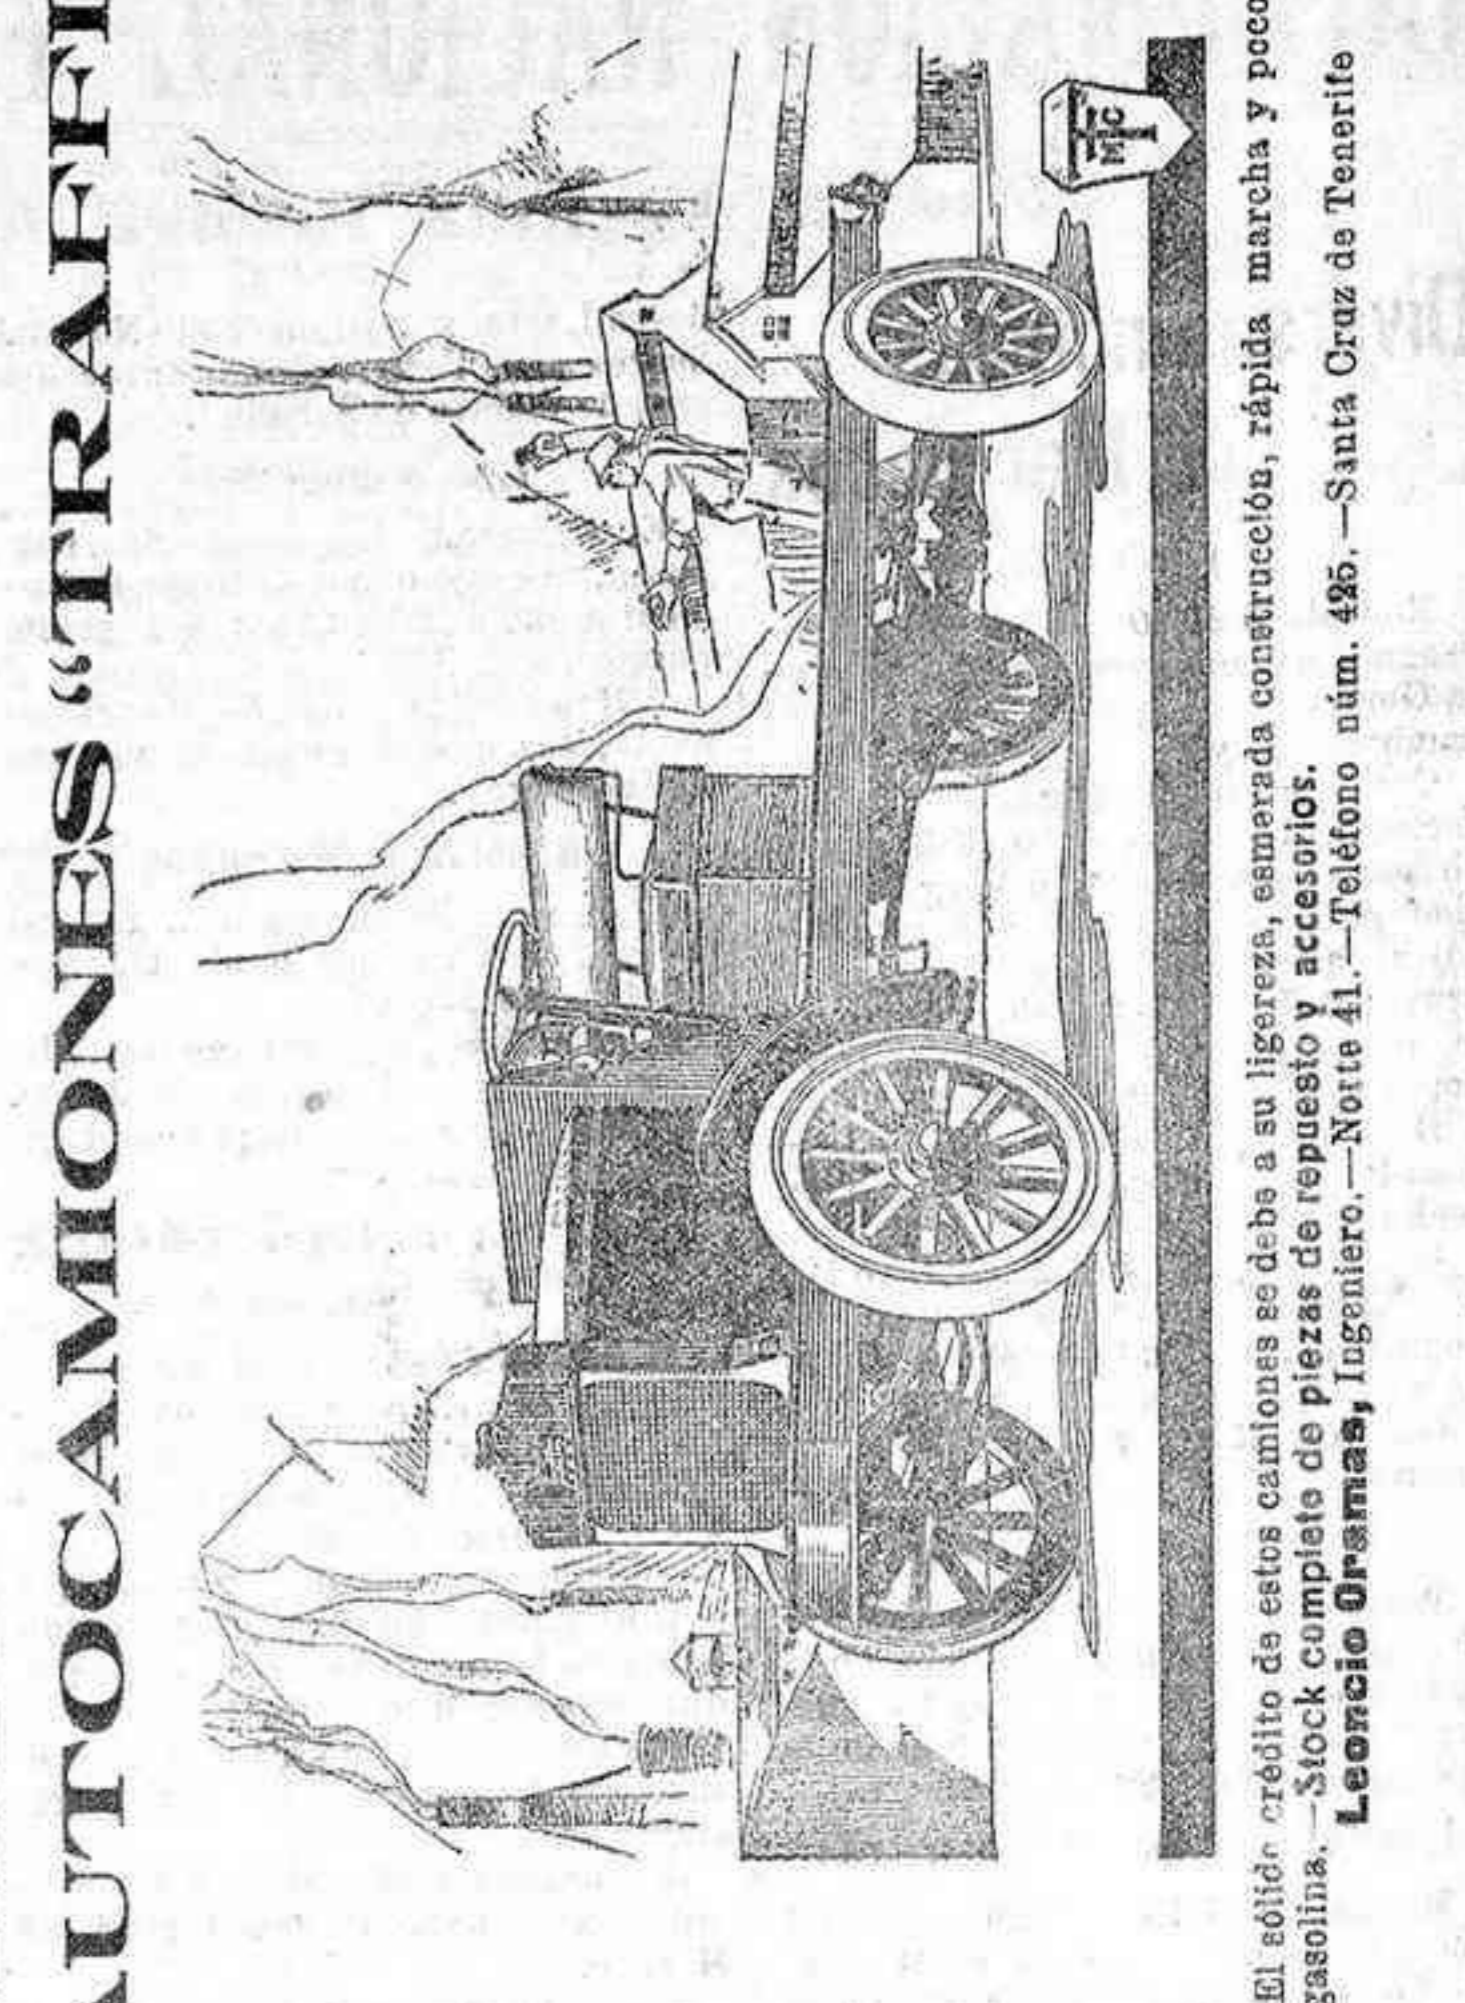 AUTOCAMIONES “TRAFFI
T
M C
El sólido crédito de estos camiones se debe a su ligereza, esmerada construcción, rápida marcha y poco
gasolina.—Stock completo de piezas de repuesto y accesorios.
Leoncio Oramas, Ingeniero.—Norte 41.—Teléfono núm. 425.—Santa Cruz de Tenerife